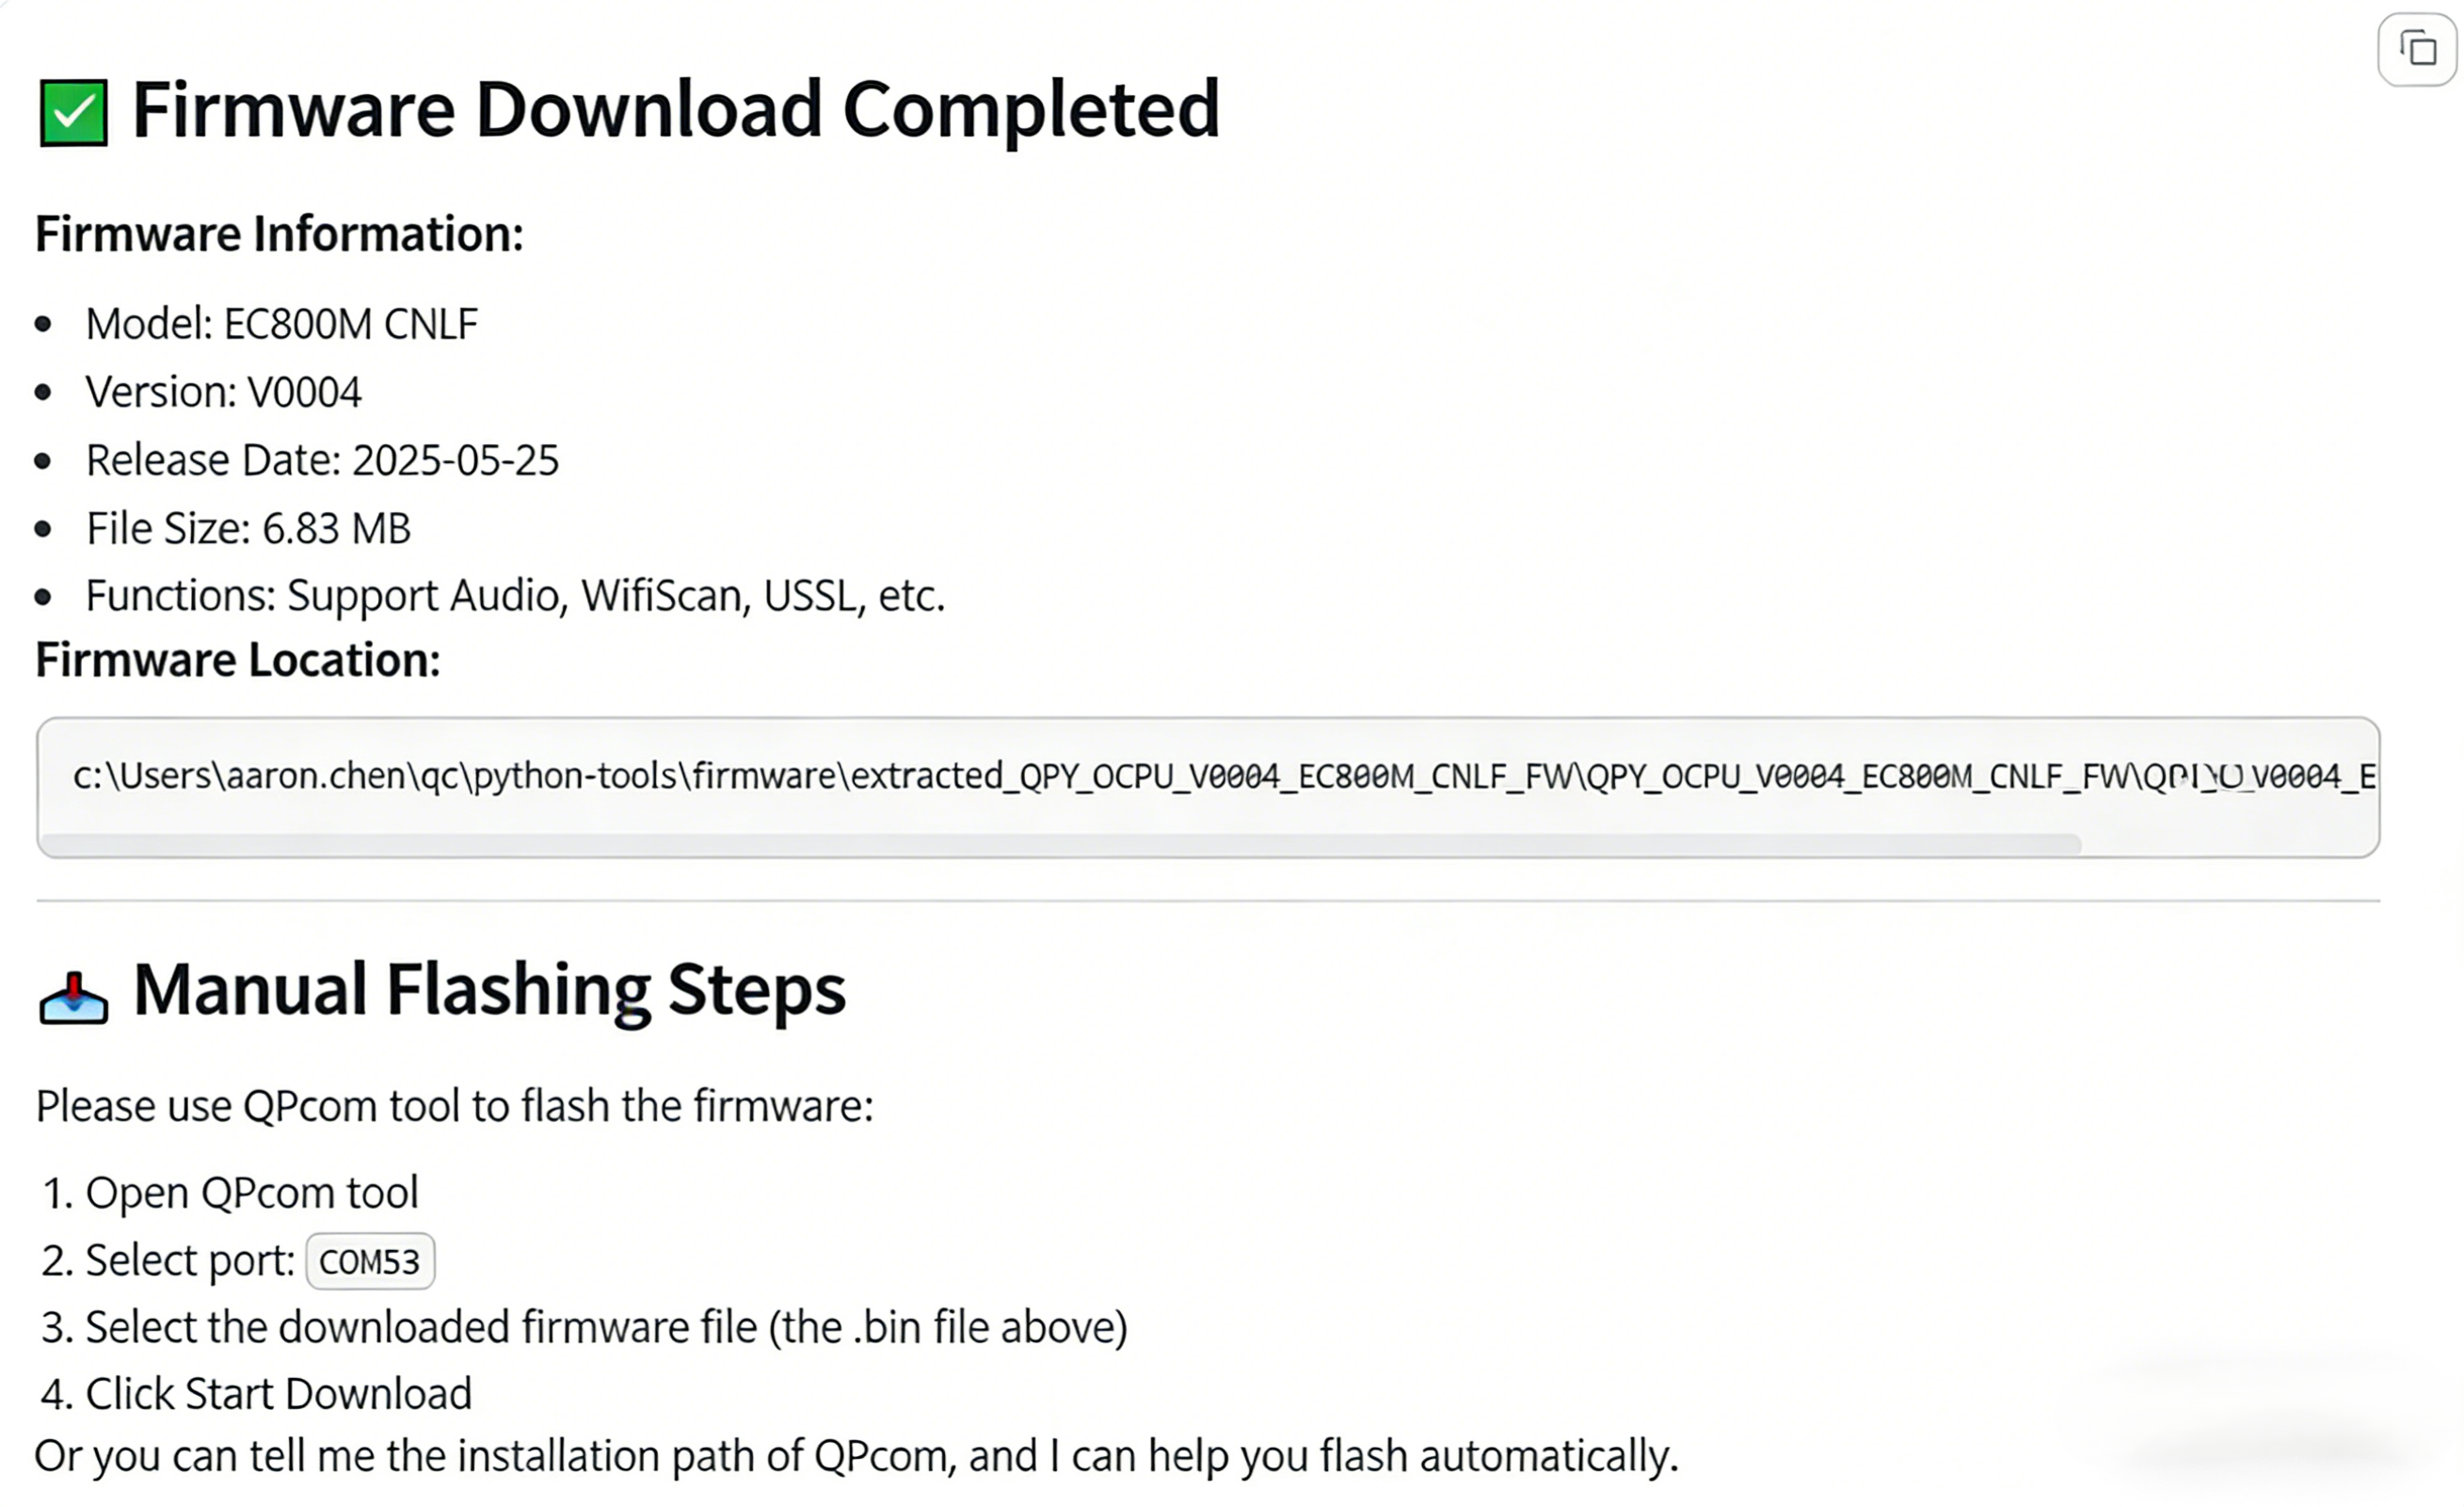 Firmware Download Completed
Firmware Information:
Model: EC800M CNLF
Version: V0004
Release Date: 2025-05-25
File Size: 6.83 MB
Functions: Support Audio, WifiScan, USSL, etc.
Firmware Location:
c:\Users\aaron.chen\qc\python-tools\firmware\extracted_QPY_OCPU_V0004_EC800M_CNLF_FW\QPY_OCPU_V0004_EC800M_CNLF_FW\
Manual Flashing Steps
Please use QPcom tool to flash the firmware:
1. Open QPcom tool
2. Select port: COM53
3. Select the downloaded firmware file (the .bin file above)
4. Click Start Download
Or you can tell me the installation path of QPcom, and I can help you flash automatically.